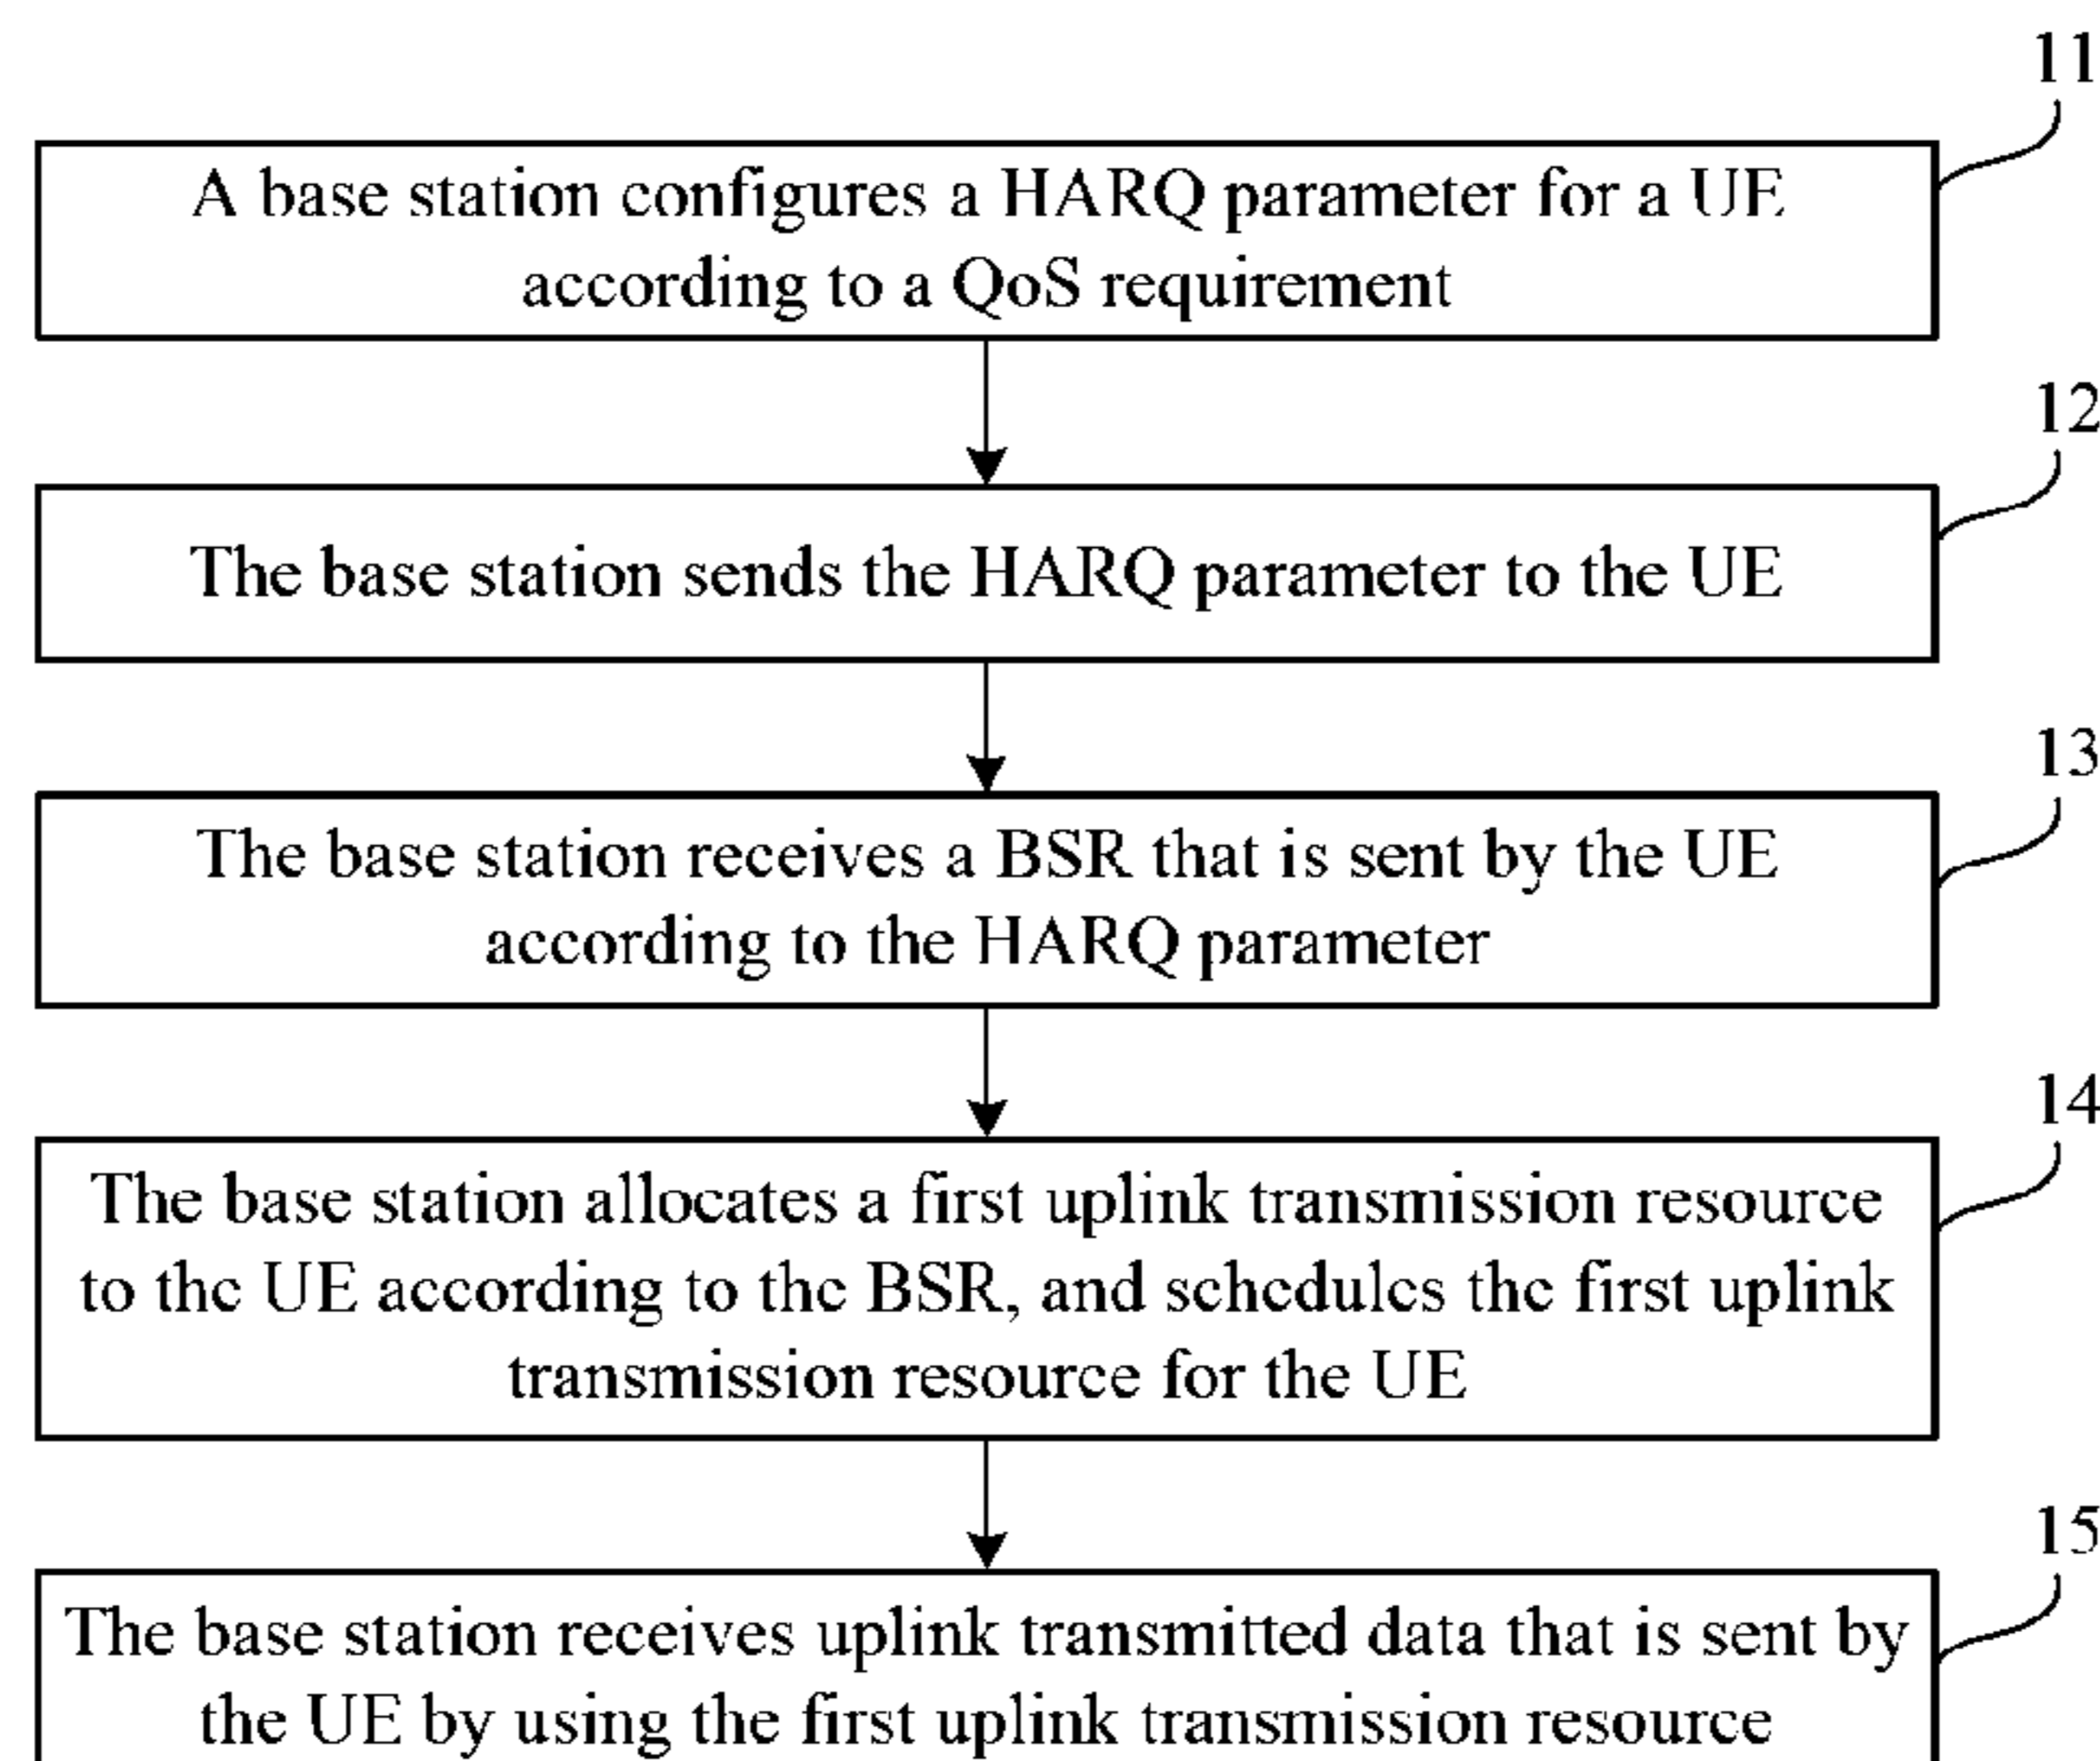 11
A base station configures a HARQ parameter for a UE
according to a QoS requirement
12
The base station sends the HARQ parameter to the UE
13
The base station receives a BSR that is sent by the UE
according to the HARQ parameter
14
The base station allocates a first uplink transmission resource
to the UE according to the BSR, and schedules the first uplink
transmission resource for the UE
15
The base station receives uplink transmitted data that is sent by
the UE by using the first uplink transmission resource